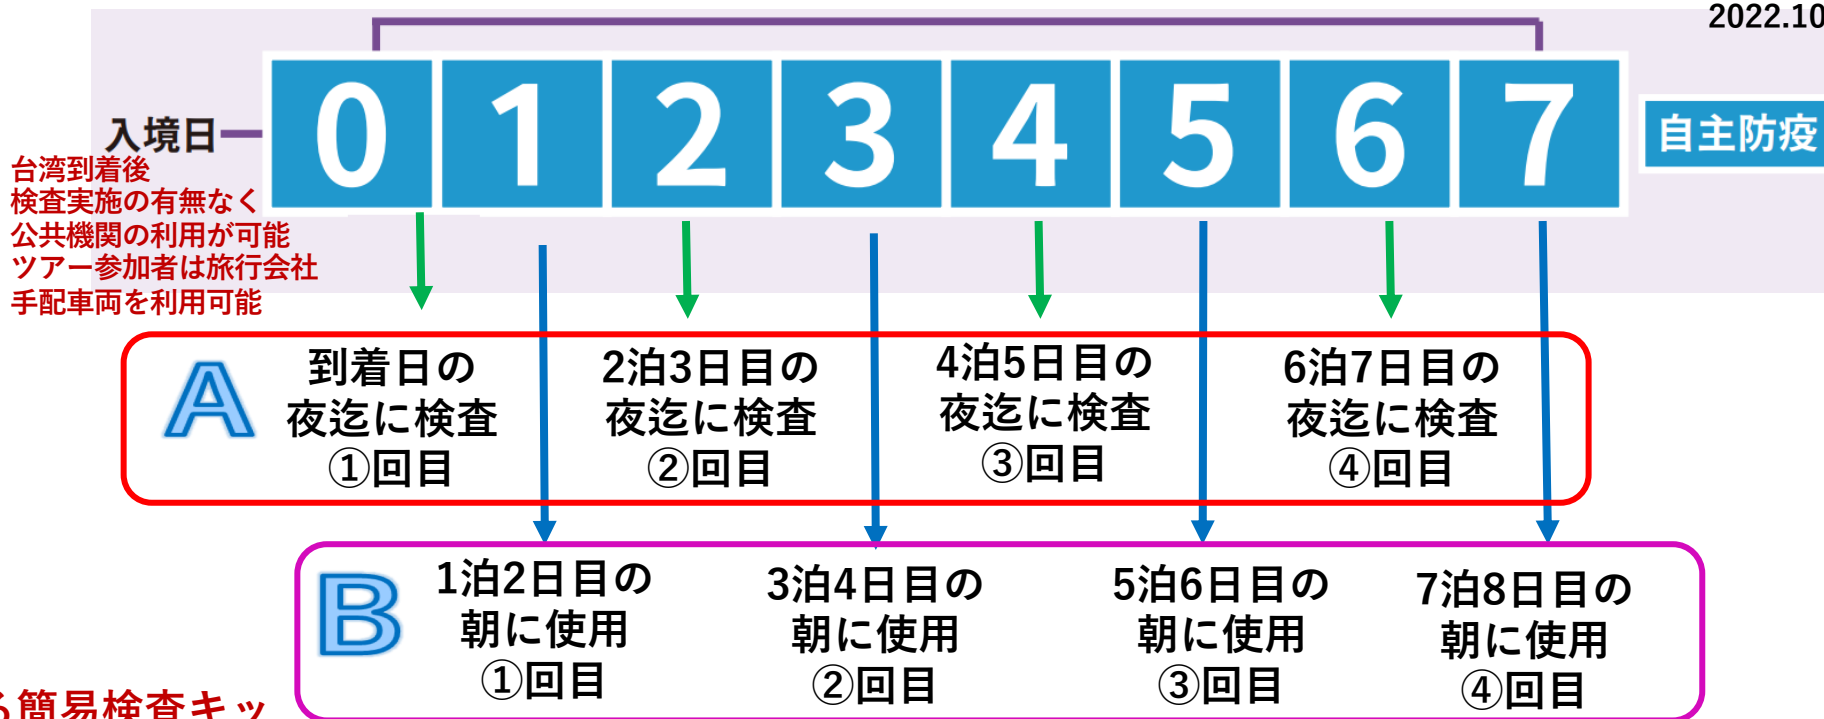 2022.10
0 1 2 3 4 5 6 7
入境日
自主防疫
台湾到着後
検査実施の有無なく
公共機関の利用が可能
ツアー参加者は旅行会社
手配車両を利用可能
A
到着日の
夜迄に検査
①回目
2泊3日目の
夜迄に検査
②回目
4泊5日目の
夜迄に検査
③回目
6泊7日目の
夜迄に検査
④回目
B
1泊2日目の
朝に使用
①回目
3泊4日目の
朝に使用
②回目
5泊6日目の
朝に使用
③回目
7泊8日目の
朝に使用
④回目
る簡易検査キッ